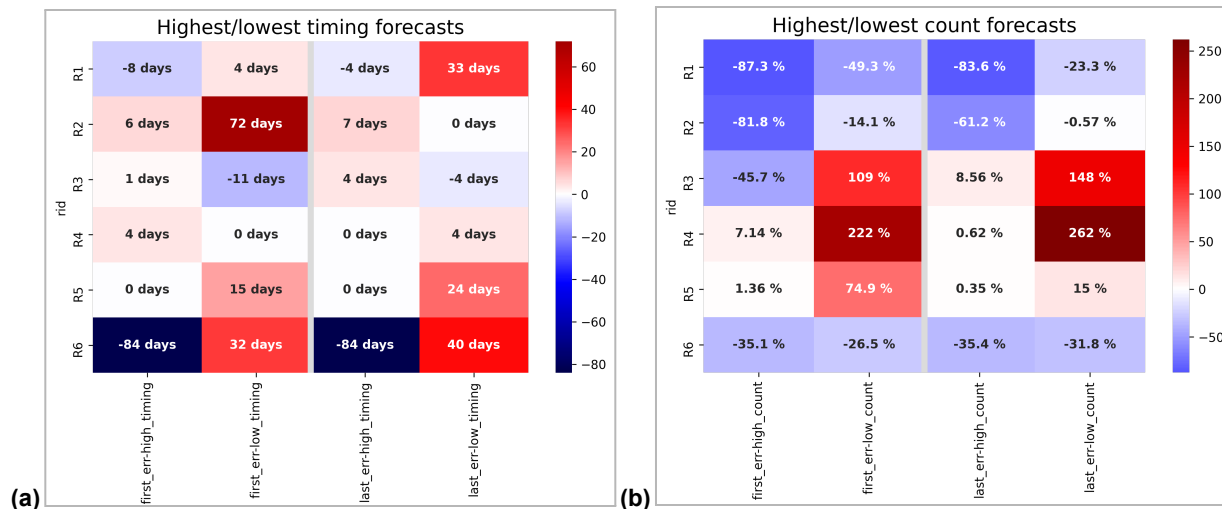 Highest/lowest timing forecasts
rid
R1 -8 days 4 days -4 days 33 days
R2 6 days 72 days 7 days 0 days
R3 1 days -11 days 4 days -4 days
R4 4 days 0 days 0 days 4 days
R5 0 days 15 days 0 days 24 days
R6 -84 days 32 days -84 days 40 days
first_err-high_timing
first_err-low_timing
last_err-high_timing
last_err-low_timing
60
40
20
0
−20
−40
−60
−80
(a)
Highest/lowest count forecasts
rid
R1 -87.3 % -49.3 % -83.6 % -23.3 %
R2 -81.8 % -14.1 % -61.2 % -0.57 %
R3 -45.7 % 109 % 8.56 % 148 %
R4 7.14 % 222 % 0.62 % 262 %
R5 1.36 % 74.9 % 0.35 % 15 %
R6 -35.1 % -26.5 % -35.4 % -31.8 %
first_err-high_count
first_err-low_count
last_err-high_count
last_err-low_count
250
200
150
100
50
0
−50
(b)